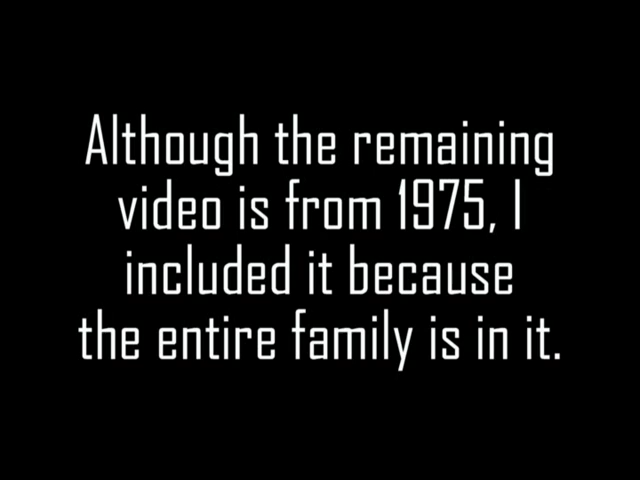 Although the remaining
video is from 1975, I
included it because
the entire family is in it.